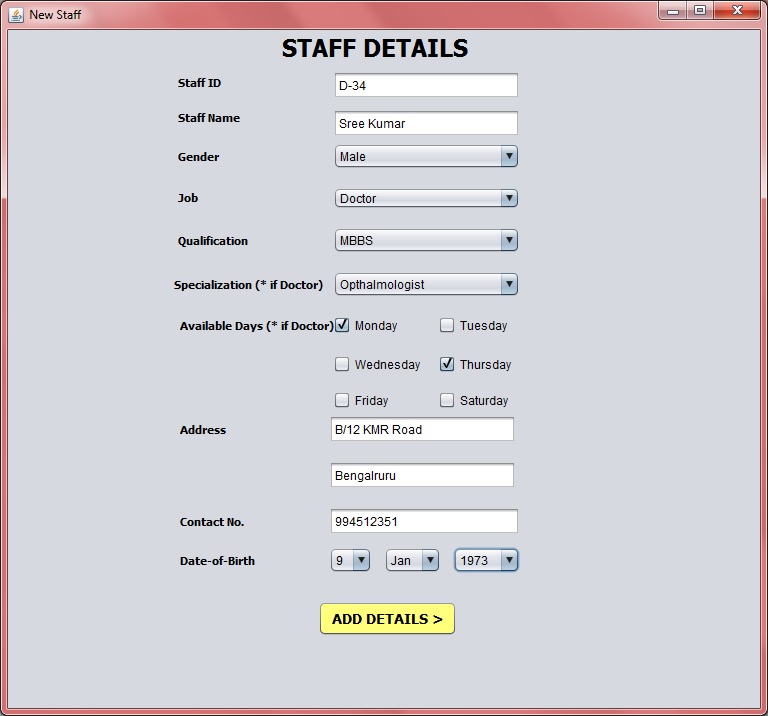 New Staff
STAFF DETAILS
Staff ID D-34
Staff Name Sree Kumar
Gender Male
Job Doctor
Qualification MBBS
Specialization (* if Doctor) Opthalmologist
Available Days (* if Doctor) Monday Tuesday
Wednesday Thursday
Friday Saturday
Address B/12 KMR Road
Bengalruru
Contact No. 994512351
Date-of-Birth 9 Jan 1973
ADD DETAILS >